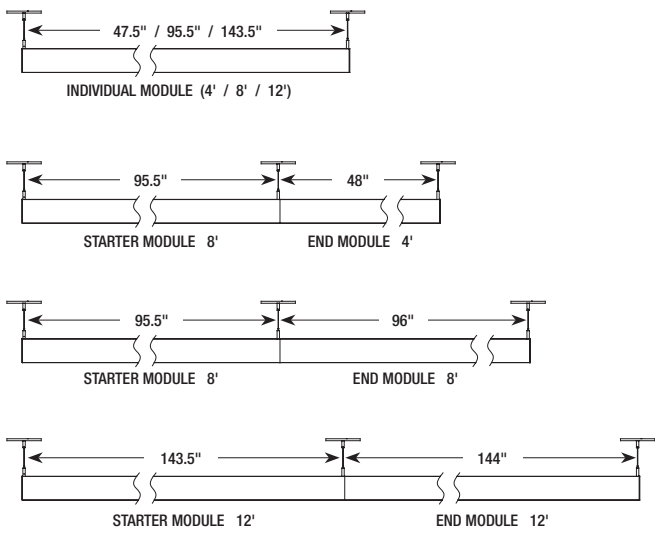 47.5" / 95.5" / 143.5"
INDIVIDUAL MODULE (4' / 8' / 12')
95.5" 48"
STARTER MODULE 8' END MODULE 4'
95.5" 96"
STARTER MODULE 8' END MODULE 8'
143.5" 144"
STARTER MODULE 12' END MODULE 12'